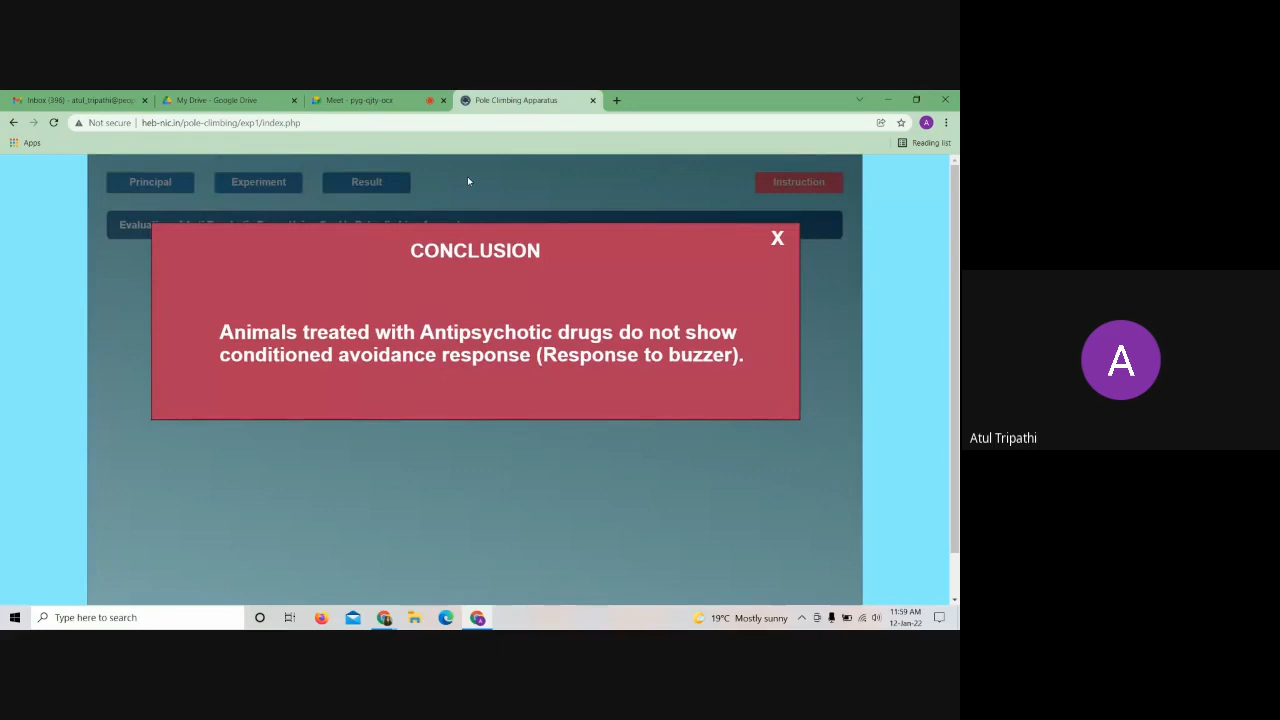 Inbox (396) - atul_tripathi@peop
My Drive - Google Drive
Meet - pyg-qjty-ocx
Pole Climbing Apparatus
Not secure | heb-nic.in/pole-climbing/exp1/index.php
A
Apps
Reading list
Principal
Experiment
Result
Instruction
Evalua
CONCLUSION
X
Animals treated with Antipsychotic drugs do not show
conditioned avoidance response (Response to buzzer).
A
Atul Tripathi
Type here to search
19°C Mostly sunny
11:59 AM
12-Jan-22